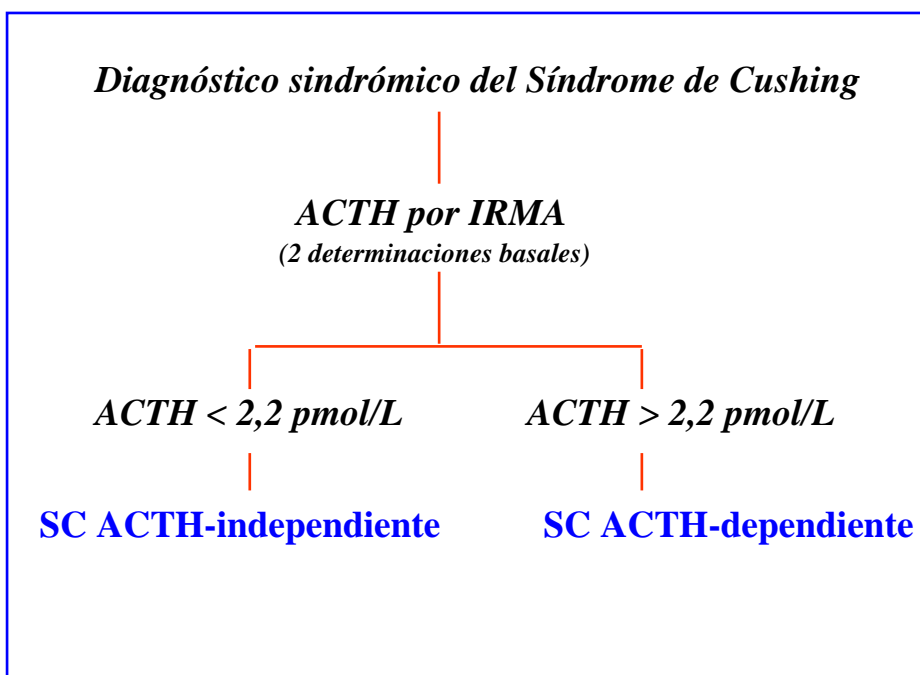 Diagnóstico sindrómico del Síndrome de Cushing
ACTH por IRMA
(2 determinaciones basales)
ACTH < 2,2 pmol/L
ACTH > 2,2 pmol/L
SC ACTH-independiente
SC ACTH-dependiente